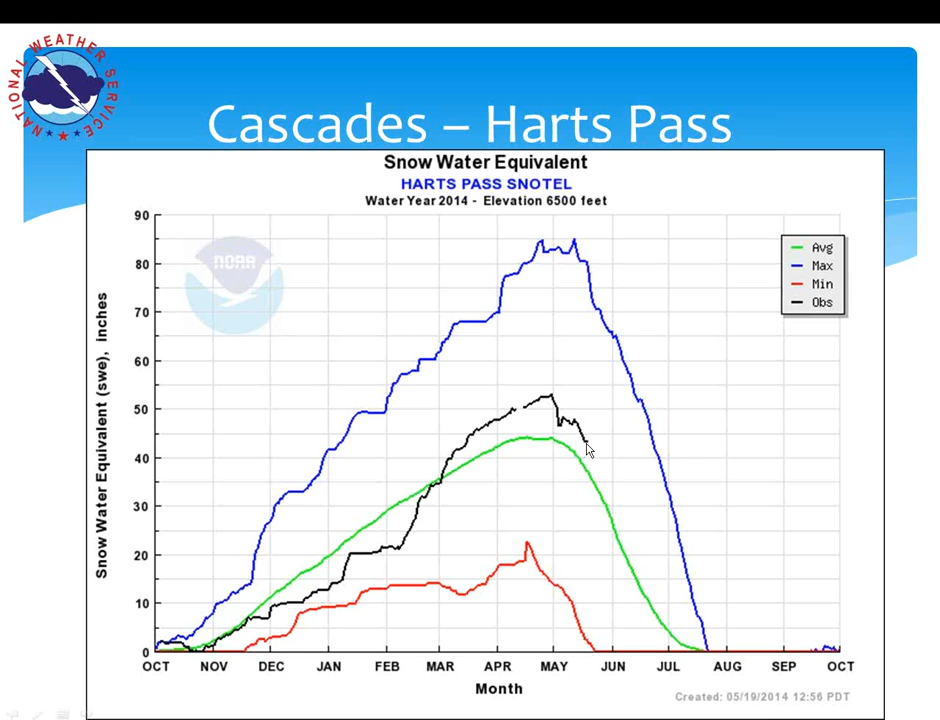 NATIONAL WEATHER SERVICE
Cascades – Harts Pass
Snow Water Equivalent
HARTS PASS SNOTEL
Water Year 2014 - Elevation 6500 feet
NOAA
Avg
Max
Min
Obs
Snow Water Equivalent (swe), inches
90
80
70
60
50
40
30
20
10
0
OCT NOV DEC JAN FEB MAR APR MAY JUN JUL AUG SEP OCT
Month
Created: 05/19/2014 12:56 PDT